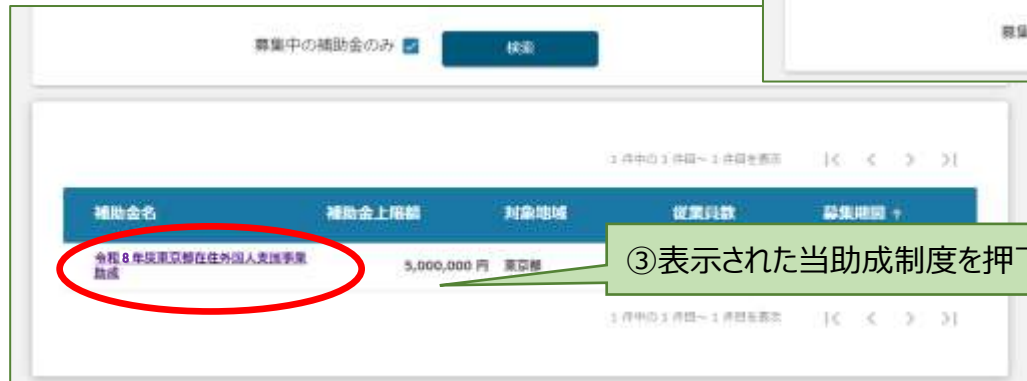 募集中の補助金のみ 検索
募集
1 件中の 1 件目～ 1 件目を表示 |< < > >|
補助金名 補助金上限額 対象地域 従業員数 募集期間 ↑
令和８年度東京都在住外国人支援事業
助成
5,000,000 円 東京都
③表示された当助成制度を押下
1 件中の 1 件目～ 1 件目を表示 |< < > >|